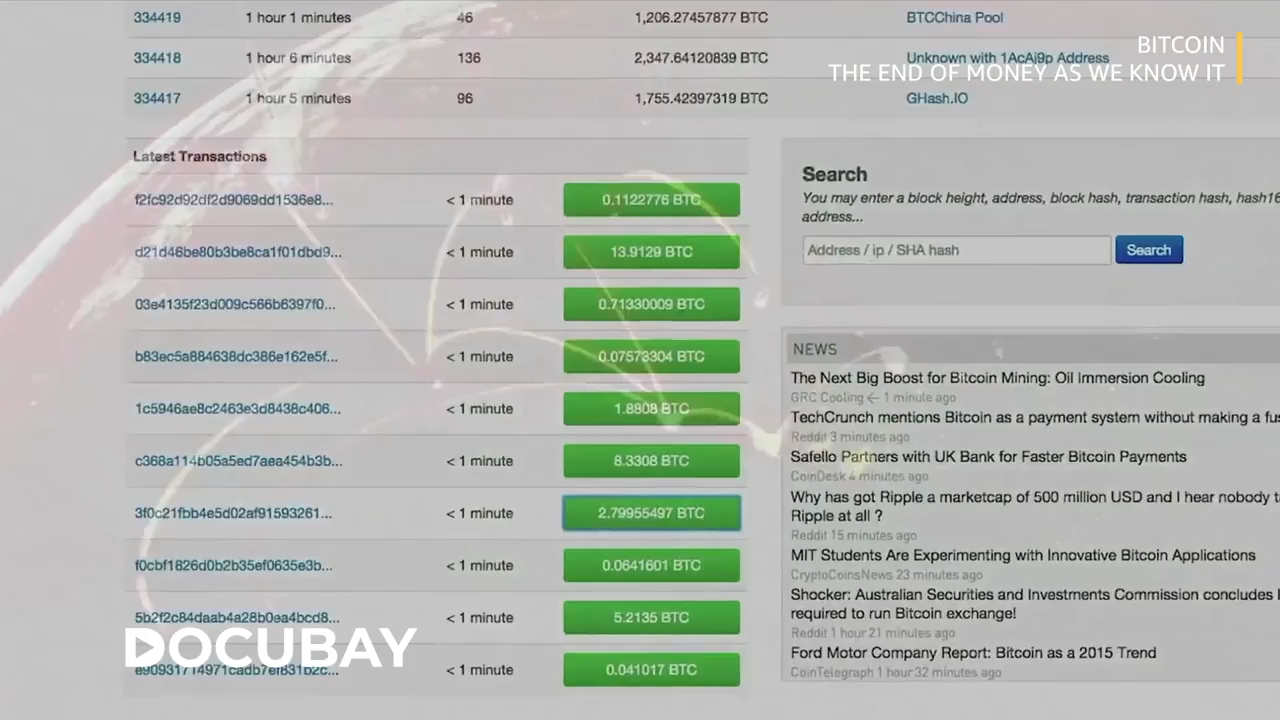 334419 1 hour 1 minutes 46 1,206.27457877 BTC BTCChina Pool
334418 1 hour 6 minutes 136 2,347.64120839 BTC Unknown with 1AcAj9p Address
334417 1 hour 5 minutes 96 1,755.42397319 BTC GHash.IO
BITCOIN
THE END OF MONEY AS WE KNOW IT
Latest Transactions
f2fc92d92df2d9069dd1536e8... < 1 minute 0.1122776 BTC
d21d46be80b3be8ca1f01dbd9... < 1 minute 13.9129 BTC
03e4135f23d009c566b6397f0... < 1 minute 0.71330009 BTC
b83ec5a884638dc386e162e5f... < 1 minute 0.07573304 BTC
1c5946ae8c2463e3d8438c406... < 1 minute 1.8808 BTC
c368a114b05a5ed7aea454b3b... < 1 minute 8.3308 BTC
3f0c21fbb4e5d02af91593261... < 1 minute 2.79955497 BTC
f0cbf1826d0b2b35ef0635e3b... < 1 minute 0.0641601 BTC
5b2f2c84daab4a28b0ea4bcd8... < 1 minute 5.2135 BTC
< 1 minute 0.041017 BTC
DOCUBAY
Search
You may enter a block height, address, block hash, transaction hash, hash16
address...
Address / ip / SHA hash Search
NEWS
The Next Big Boost for Bitcoin Mining: Oil Immersion Cooling
GRC Cooling ← 1 minute ago
TechCrunch mentions Bitcoin as a payment system without making a fus
Reddit 3 minutes ago
Safello Partners with UK Bank for Faster Bitcoin Payments
CoinDesk 4 minutes ago
Why has got Ripple a marketcap of 500 million USD and I hear nobody ta
Ripple at all ?
Reddit 15 minutes ago
MIT Students Are Experimenting with Innovative Bitcoin Applications
CryptoCoinsNews 23 minutes ago
Shocker: Australian Securities and Investments Commission concludes
required to run Bitcoin exchange!
Reddit 1 hour 21 minutes ago
Ford Motor Company Report: Bitcoin as a 2015 Trend
CoinTelegraph 1 hour 32 minutes ago